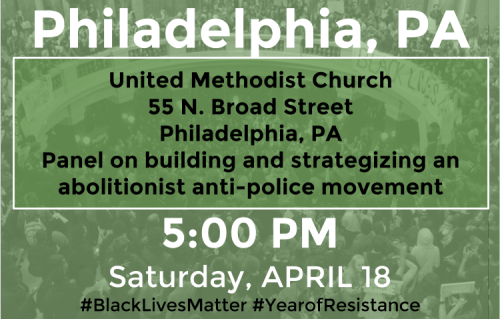 Philadelphia, PA
United Methodist Church
55 N. Broad Street
Philadelphia, PA
Panel on building and strategizing an
abolitionist anti-police movement
5:00 PM
Saturday, APRIL 18
#BlackLivesMatter #YearofResistance